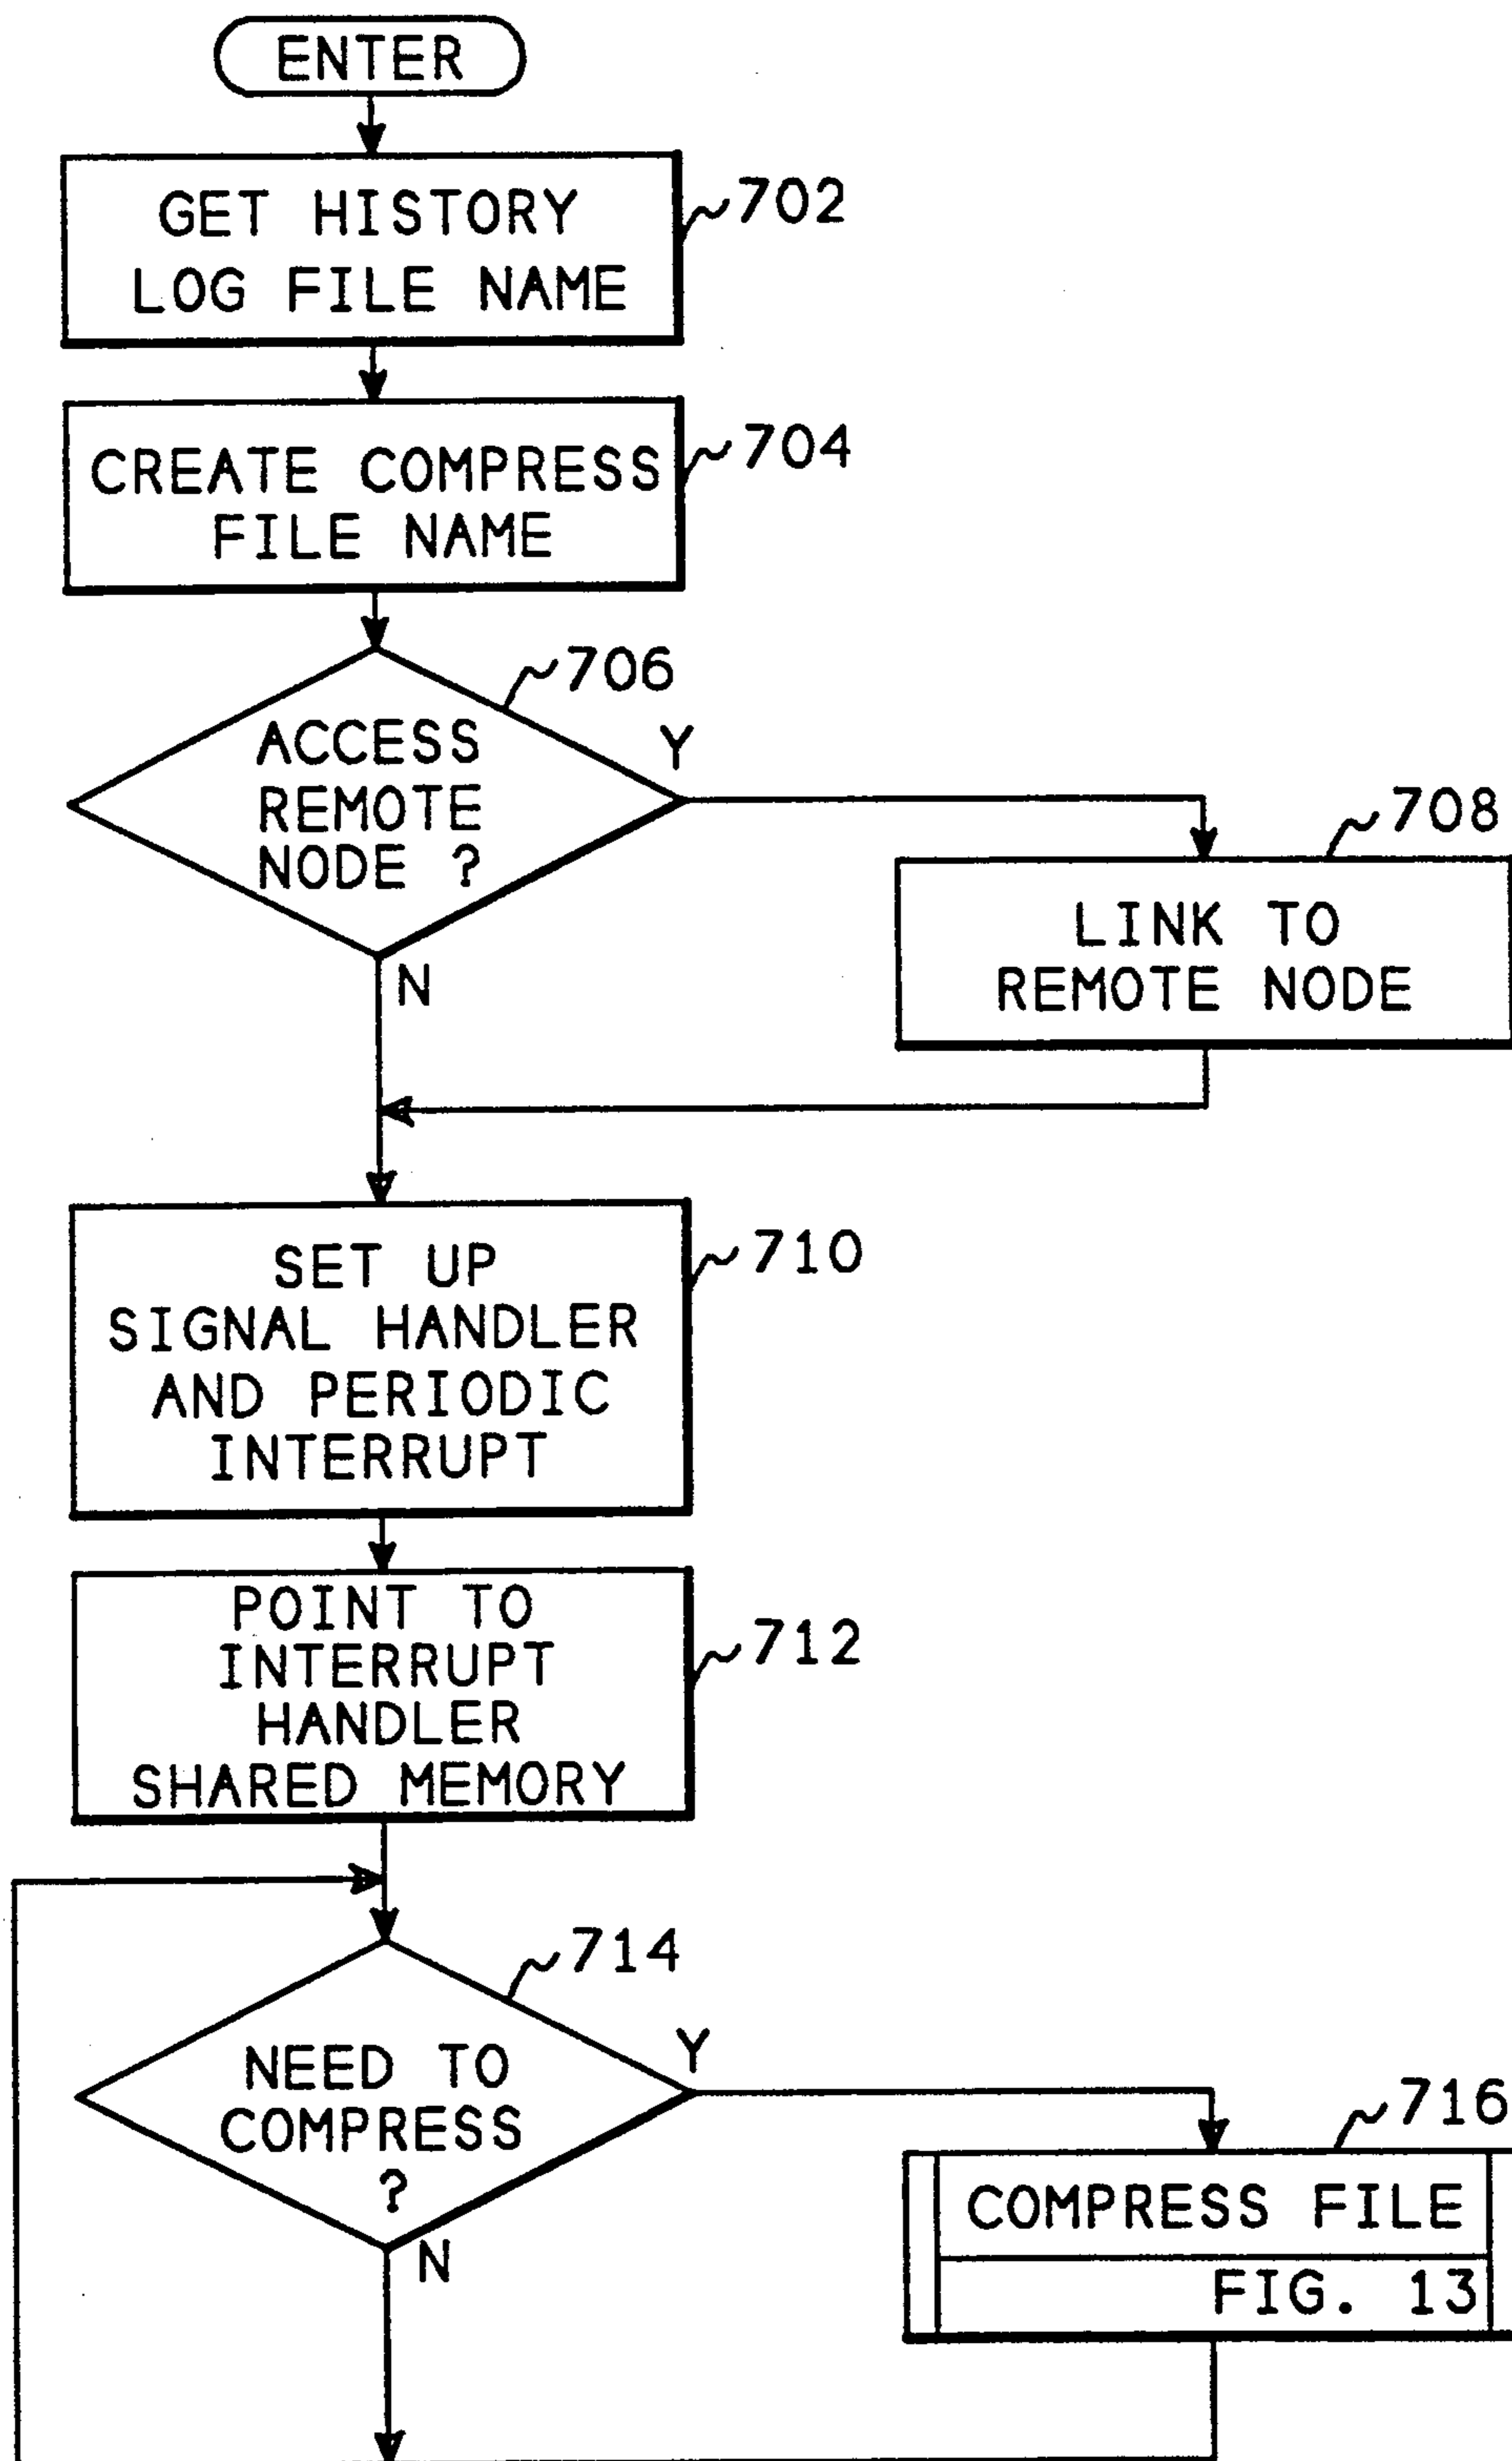 ENTER
GET HISTORY
LOG FILE NAME
702
CREATE COMPRESS
FILE NAME
704
706
ACCESS
REMOTE
NODE ?
Y
N
708
LINK TO
REMOTE NODE
SET UP
SIGNAL HANDLER
AND PERIODIC
INTERRUPT
710
POINT TO
INTERRUPT
HANDLER
SHARED MEMORY
712
714
NEED TO
COMPRESS
?
Y
N
716
COMPRESS FILE
FIG. 13